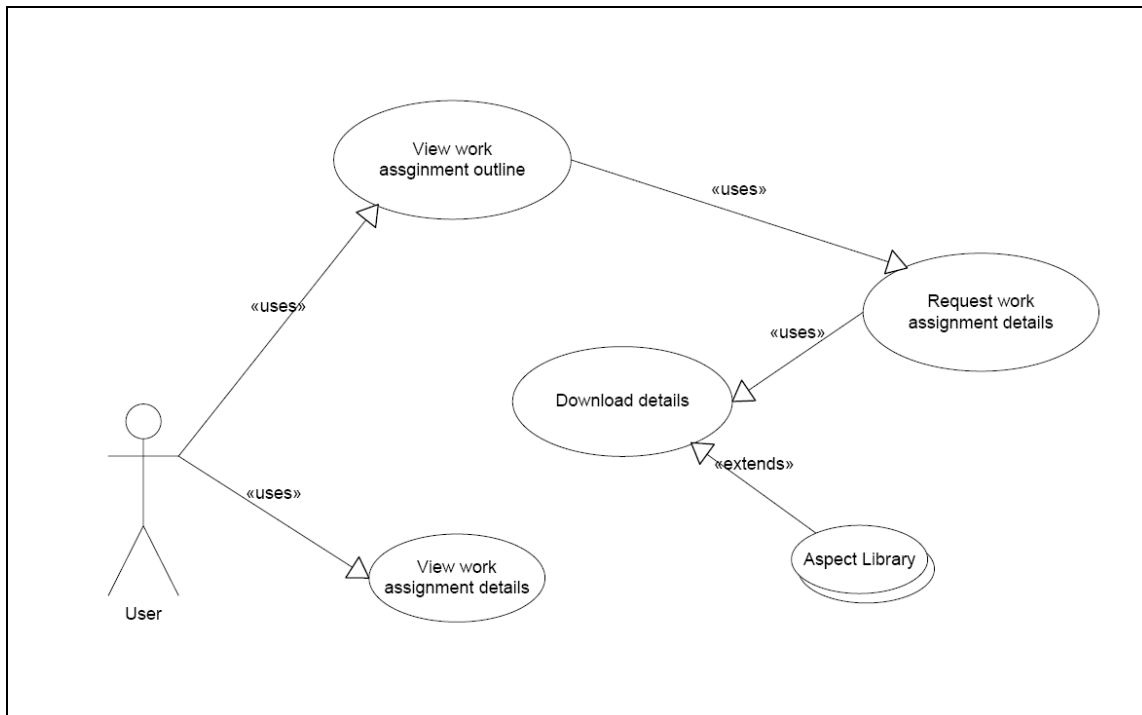 View work
assginment outline
«uses»
Request work
assignment details
«uses»
«uses»
Download details
«extends»
«uses»
Aspect Library
View work
assignment details
User